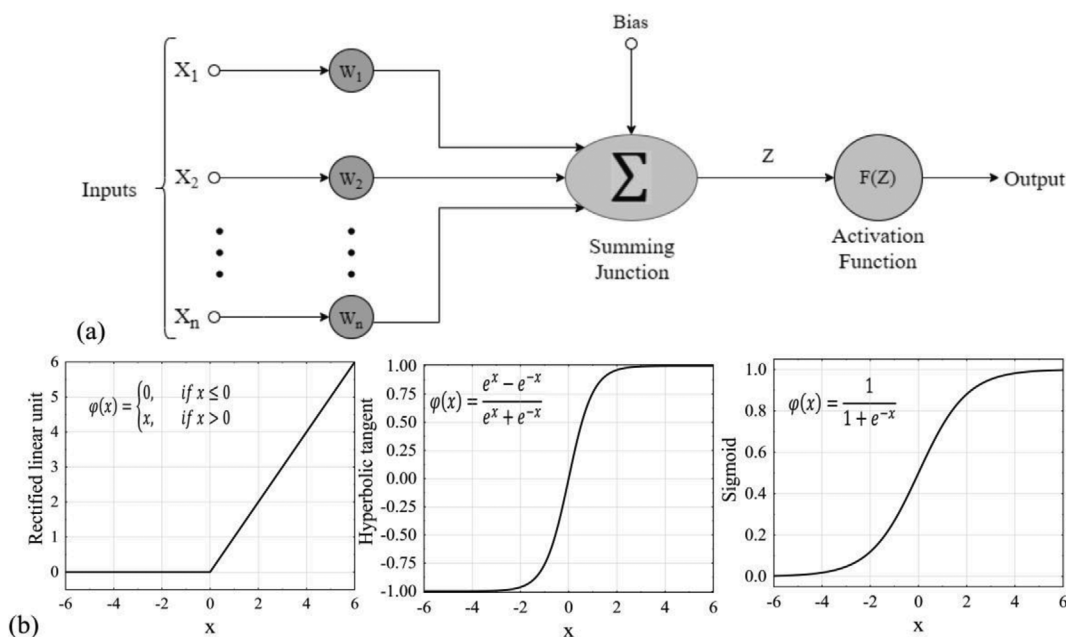 Bias
X1
W1
Inputs
X2
W2
Σ
Z
F(Z)
Output
Summing
Junction
Activation
Function
Xn
Wn
(a)
Rectified linear unit
6
5
4
3
2
1
0
φ(x) = {0, if x ≤ 0
x, if x > 0
-6 -4 -2 0 2 4 6
x
Hyperbolic tangent
1.00
0.75
0.50
0.25
0.00
-0.25
-0.50
-0.75
-1.00
φ(x) = (e^x − e^−x) / (e^x + e^−x)
-6 -4 -2 0 2 4 6
x
Sigmoid
1.0
0.8
0.6
0.4
0.2
0.0
φ(x) = 1 / (1 + e^−x)
-6 -4 -2 0 2 4 6
x
(b)